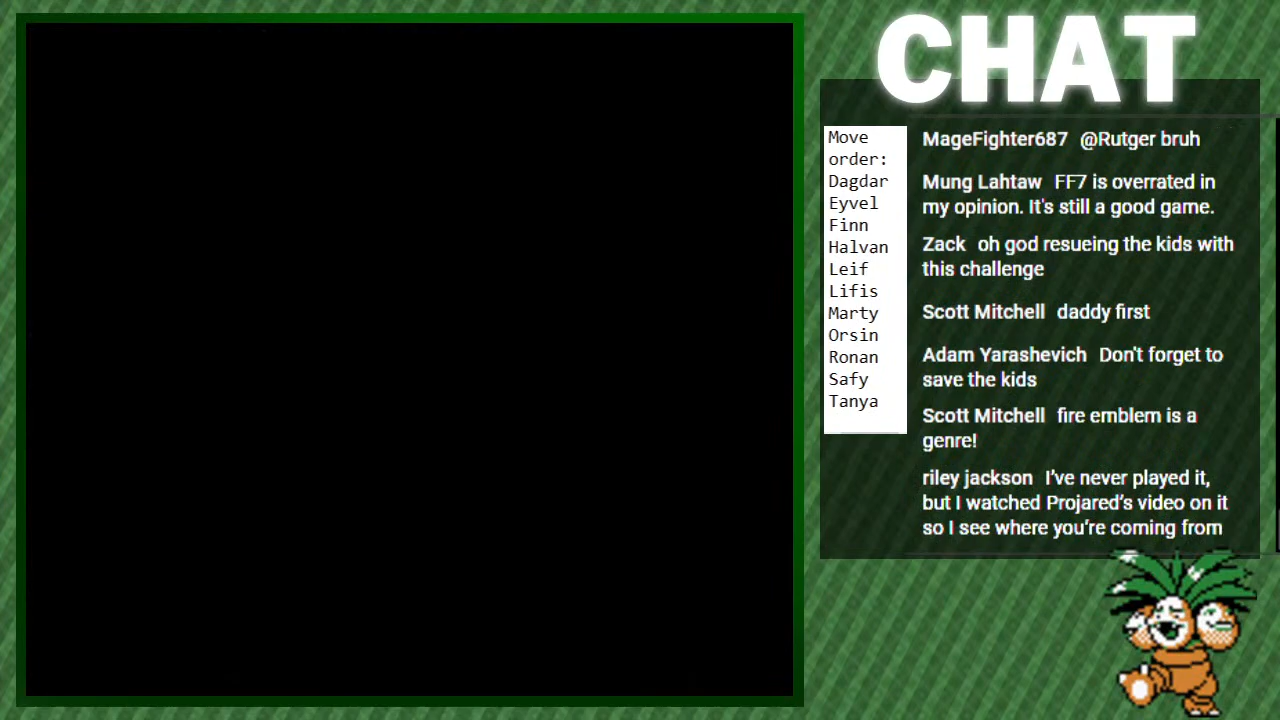 CHAT
Move
order:
Dagdar
Eyvel
Finn
Halvan
Leif
Lifis
Marty
Orsin
Ronan
Safy
Tanya
MageFighter687 @Rutger bruh
Mung Lahtaw FF7 is overrated in
my opinion. It's still a good game.
Zack oh god resueing the kids with
this challenge
Scott Mitchell daddy first
Adam Yarashevich Don't forget to
save the kids
Scott Mitchell fire emblem is a
genre!
riley jackson I've never played it,
but I watched Projared's video on it
so I see where you're coming from